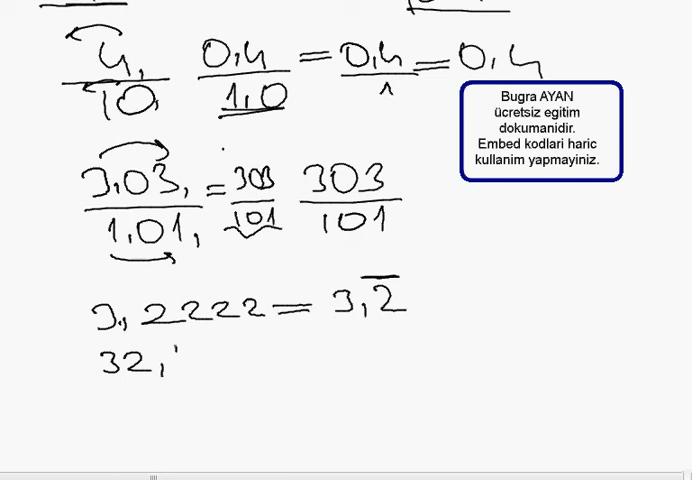 4, / 10, 0,4 / 1,0 = 0,4 / 1 = 0,4
Bugra AYAN
ücretsiz egitim
dokumanidir.
Embed kodlari haric
kullanim yapmayiniz.
3,03, / 1,01, = 303 / 101 303 / 101
3,2222 = 3,2̅
32,